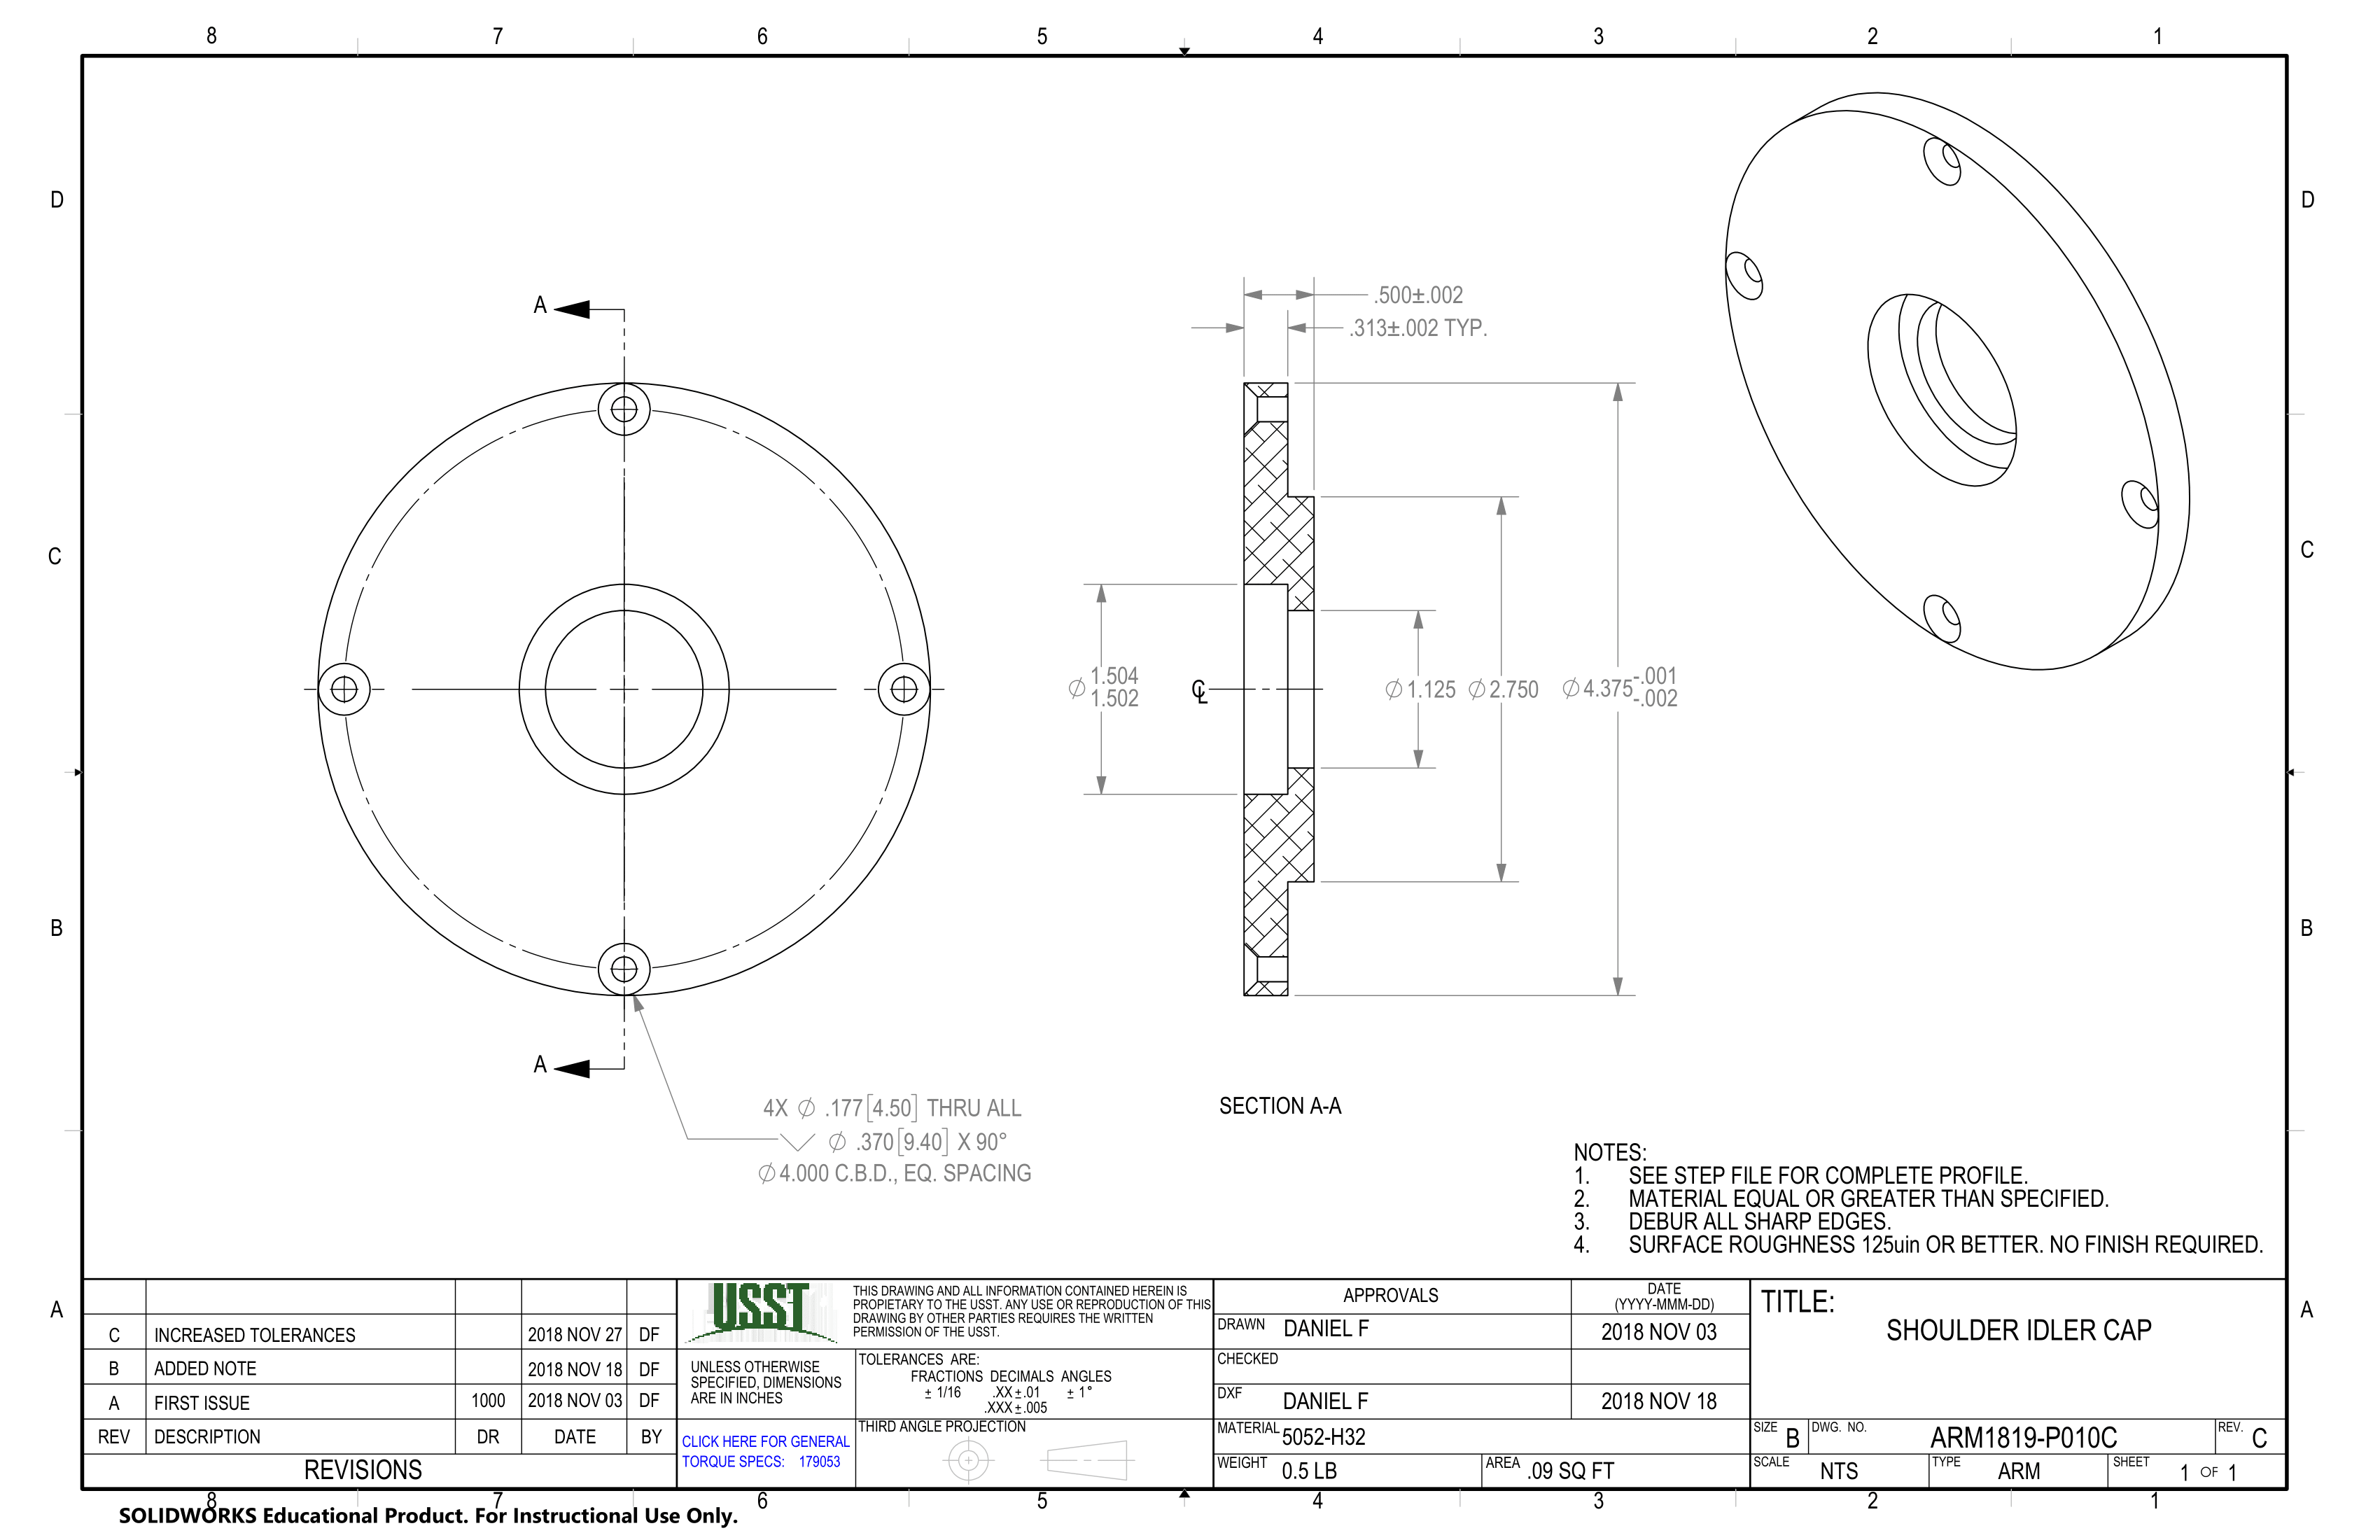 8 7 6 5 4 3 2 1
D D
A
.500±.002
.313±.002 TYP.
C C
⌀ 1.504
1.502
℄
⌀1.125 ⌀2.750 ⌀4.375 -.001
-.002
B B
A
4X ⌀ .177[4.50] THRU ALL
⌵ ⌀ .370[9.40] X 90°
⌀4.000 C.B.D., EQ. SPACING
SECTION A-A
NOTES:
1. SEE STEP FILE FOR COMPLETE PROFILE.
2. MATERIAL EQUAL OR GREATER THAN SPECIFIED.
3. DEBUR ALL SHARP EDGES.
4. SURFACE ROUGHNESS 125uin OR BETTER. NO FINISH REQUIRED.
A A
C INCREASED TOLERANCES 2018 NOV 27 DF
B ADDED NOTE 2018 NOV 18 DF
A FIRST ISSUE 1000 2018 NOV 03 DF
REV DESCRIPTION DR DATE BY
REVISIONS
USST
THIS DRAWING AND ALL INFORMATION CONTAINED HEREIN IS
PROPIETARY TO THE USST. ANY USE OR REPRODUCTION OF THIS
DRAWING BY OTHER PARTIES REQUIRES THE WRITTEN
PERMISSION OF THE USST.
UNLESS OTHERWISE
SPECIFIED, DIMENSIONS
ARE IN INCHES
TOLERANCES ARE:
FRACTIONS DECIMALS ANGLES
± 1/16 .XX±.01 ± 1°
.XXX±.005
CLICK HERE FOR GENERAL
TORQUE SPECS: 179053
THIRD ANGLE PROJECTION
APPROVALS DATE
(YYYY-MMM-DD)
DRAWN DANIEL F 2018 NOV 03
CHECKED
DXF DANIEL F 2018 NOV 18
MATERIAL 5052-H32
WEIGHT 0.5 LB AREA .09 SQ FT
TITLE:
SHOULDER IDLER CAP
SIZE B DWG. NO. ARM1819-P010C REV. C
SCALE NTS TYPE ARM SHEET 1 OF 1
8 7 6 5 4 3 2 1
SOLIDWORKS Educational Product. For Instructional Use Only.